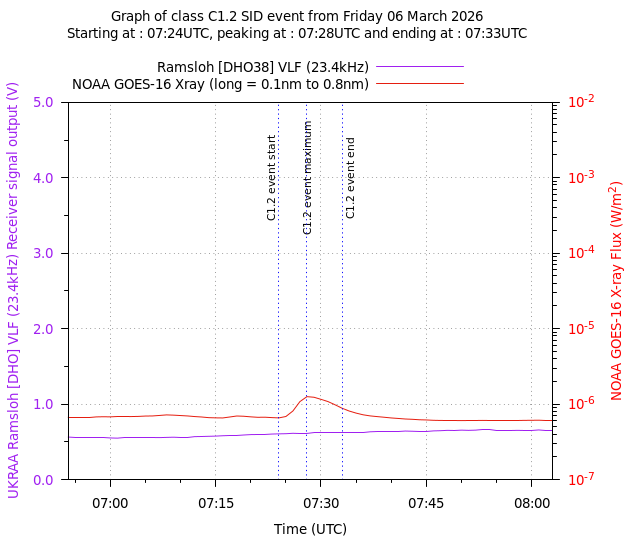 Graph of class C1.2 SID event from Friday 06 March 2026
Starting at : 07:24UTC, peaking at : 07:28UTC and ending at : 07:33UTC
Ramsloh [DHO38] VLF (23.4kHz)
NOAA GOES-16 Xray (long = 0.1nm to 0.8nm)
UKRAA Ramsloh [DHO] VLF (23.4kHz) Receiver signal output (V)
5.0
4.0
3.0
2.0
1.0
0.0
C1.2 event start
C1.2 event maximum
C1.2 event end
10-2
10-3
10-4
10-5
10-6
10-7
NOAA GOES-16 X-ray Flux (W/m2)
07:00 07:15 07:30 07:45 08:00
Time (UTC)